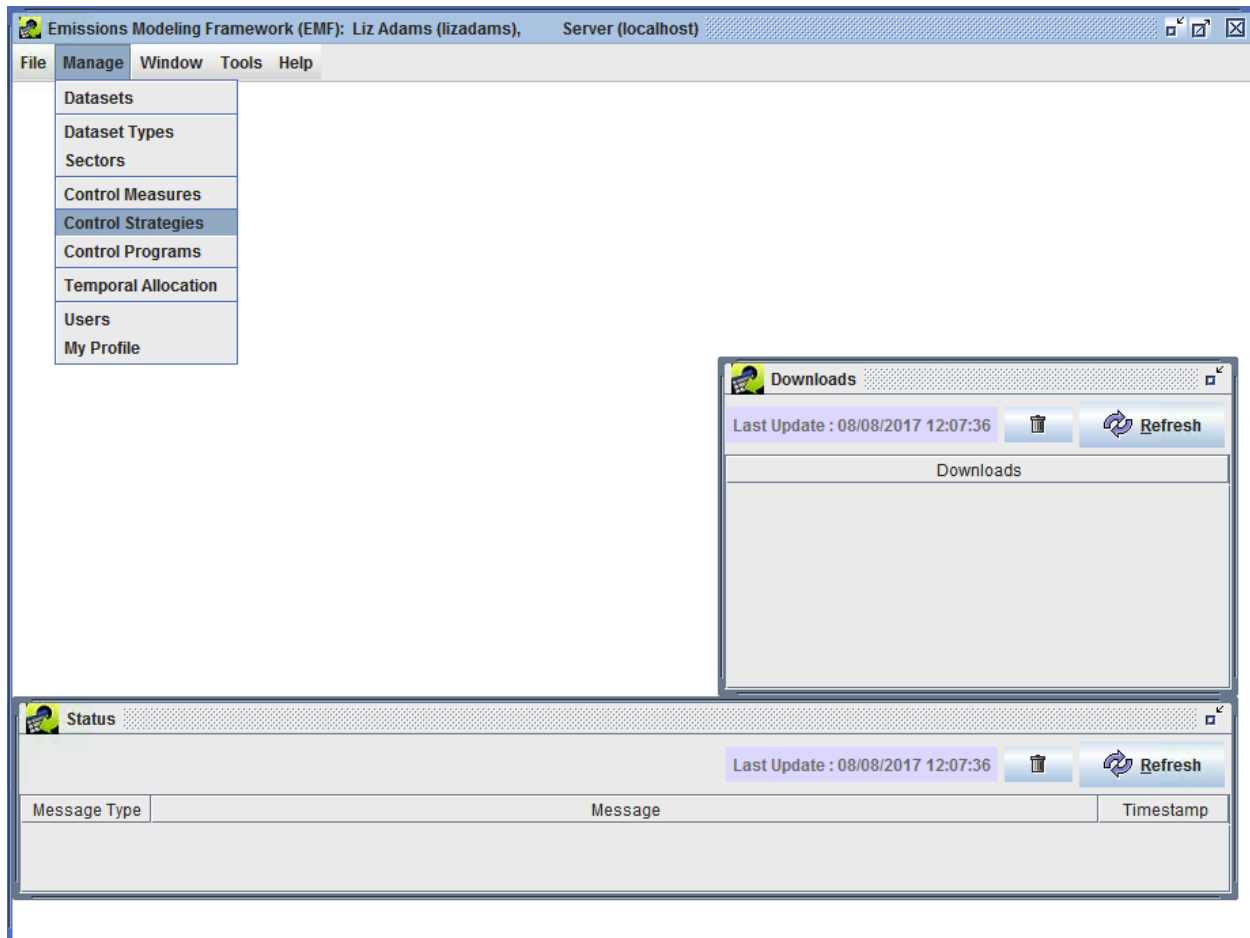 Emissions Modeling Framework (EMF): Liz Adams (lizadams), Server (localhost)
File Manage Window Tools Help
Datasets
Dataset Types
Sectors
Control Measures
Control Strategies
Control Programs
Temporal Allocation
Users
My Profile
Downloads
Last Update : 08/08/2017 12:07:36 Refresh
Downloads
Status
Last Update : 08/08/2017 12:07:36 Refresh
Message Type Message Timestamp